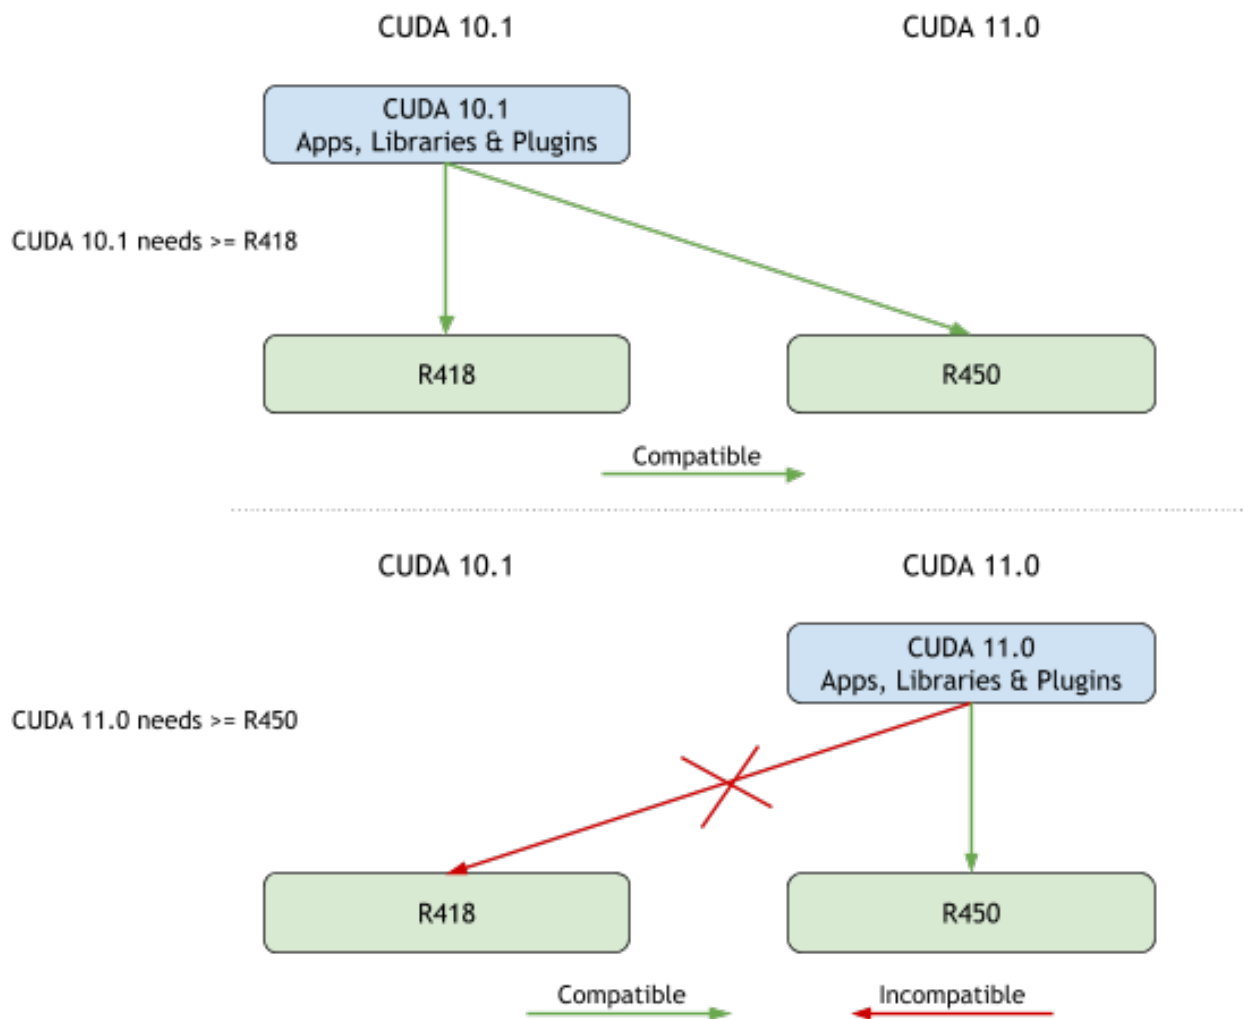 CUDA 10.1
CUDA 11.0
CUDA 10.1
Apps, Libraries & Plugins
CUDA 10.1 needs >= R418
R418
R450
Compatible
CUDA 10.1
CUDA 11.0
CUDA 11.0
Apps, Libraries & Plugins
CUDA 11.0 needs >= R450
R418
R450
Compatible
Incompatible